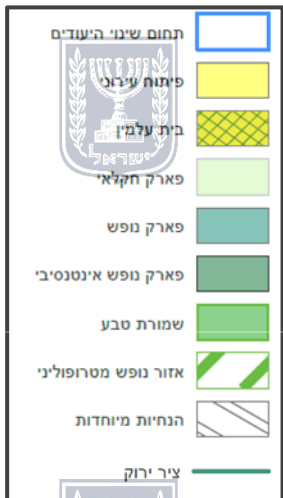 תחום שינוי היעודים
פיתוח עירוני
בית עלמין
ישראל
פארק חקלאי
פארק נופש
פארק נופש אינטנסיבי
שמורת טבע
אזור נופש מטרופוליני
הנחיות מיוחדות
ציר ירוק